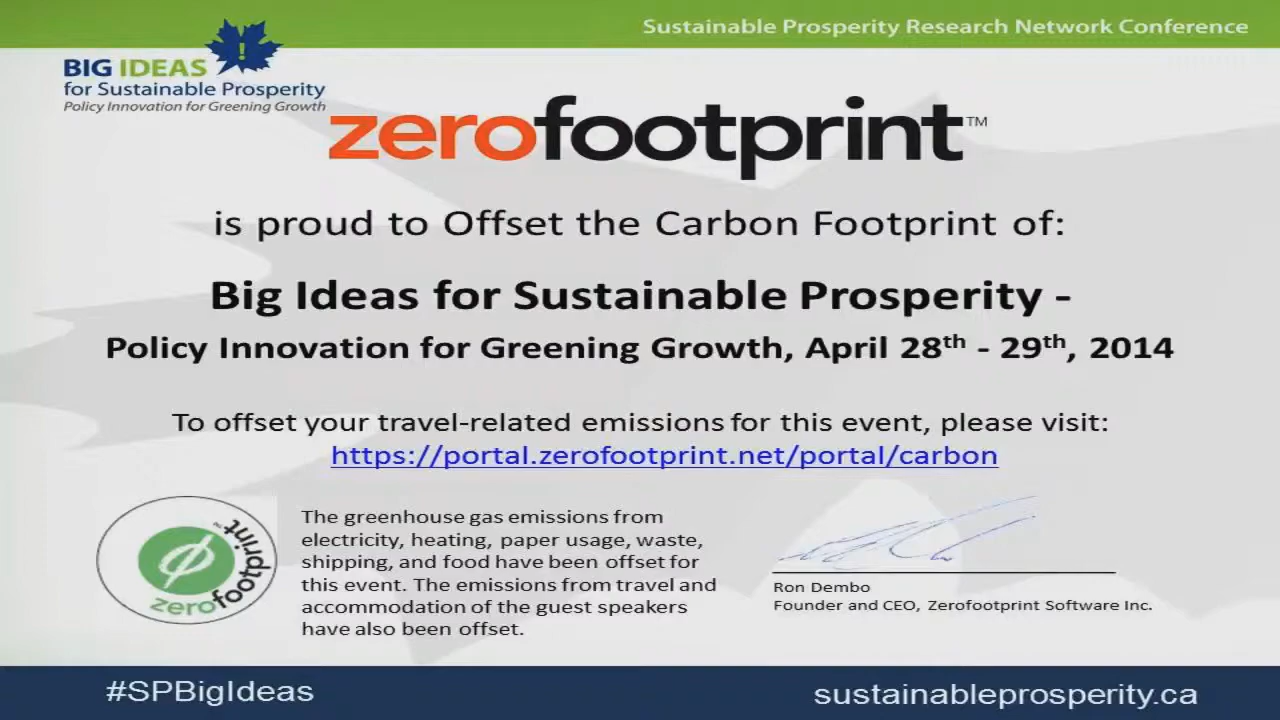 Sustainable Prosperity Research Network Conference
BIG IDEAS
for Sustainable Prosperity
Policy Innovation for Greening Growth
zerofootprint™
is proud to Offset the Carbon Footprint of:
Big Ideas for Sustainable Prosperity -
Policy Innovation for Greening Growth, April 28th - 29th, 2014
To offset your travel-related emissions for this event, please visit:
https://portal.zerofootprint.net/portal/carbon
zerofootprint™
The greenhouse gas emissions from
electricity, heating, paper usage, waste,
shipping, and food have been offset for
this event. The emissions from travel and
accommodation of the guest speakers
have also been offset.
Ron Dembo
Founder and CEO, Zerofootprint Software Inc.
#SPBigIdeas
sustainableprosperity.ca